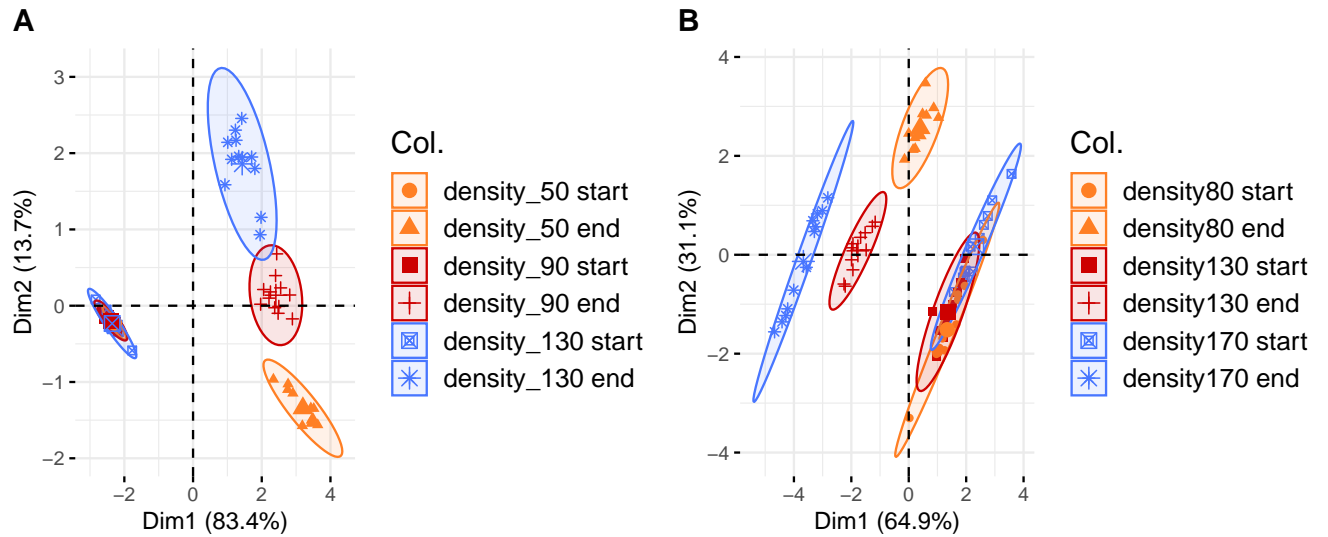 A
Dim2 (13.7%)
3
2
1
0
−1
−2
−2
0
2
4
Dim1 (83.4%)
Col.
density_50 start
density_50 end
density_90 start
density_90 end
density_130 start
density_130 end
B
Dim2 (31.1%)
4
2
0
−2
−4
−4
−2
0
2
4
Dim1 (64.9%)
Col.
density80 start
density80 end
density130 start
density130 end
density170 start
density170 end